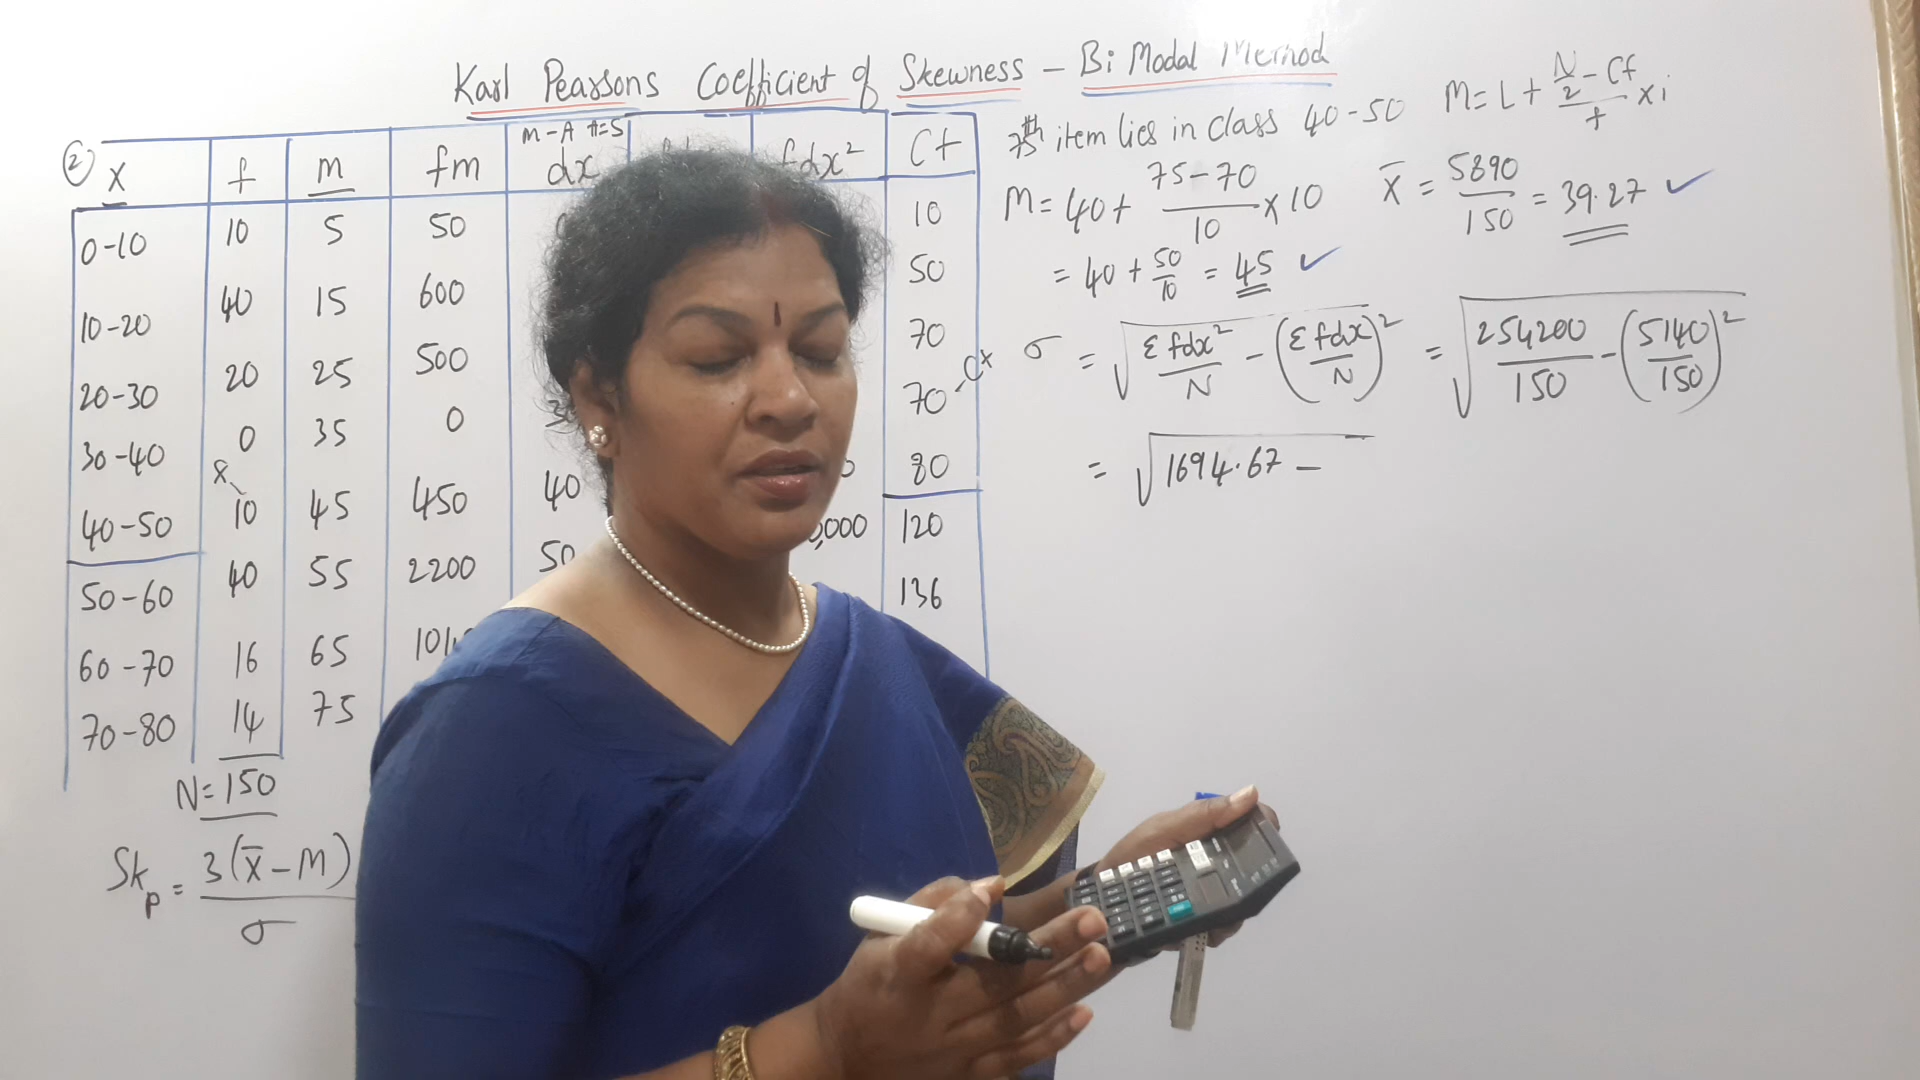 Karl Pearsons Coefficient of Skewness - Bi Modal Method
② X f m fm m-A A=5 dx fdx² Cf
0-10 10 5 50 10
10-20 40 15 600 50
20-30 20 25 500 70
30-40 0 35 0 70 - Cf
40-50 10 45 450 40 80
50-60 40 55 2200 50 0,000 120
60-70 16 65 136
70-80 14 75
N=150
Skp = 3(x̄-M)/σ
75th item lies in class 40-50
M = L + (N/2 - Cf)/f x i
M = 40 + (75-70)/10 x 10
= 40 + 50/10 = 45 ✓
X̄ = 5890/150 = 39.27 ✓
σ = √(Σfdx²/N - (Σfdx/N)²) = √(254200/150 - (5140/150)²)
= √1694.67 -